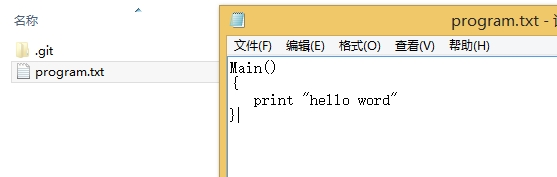 名称
.git
program.txt
program.txt -
文件(F) 编辑(E) 格式(O) 查看(V) 帮助(H)
Main()
{
print "hello word"
}